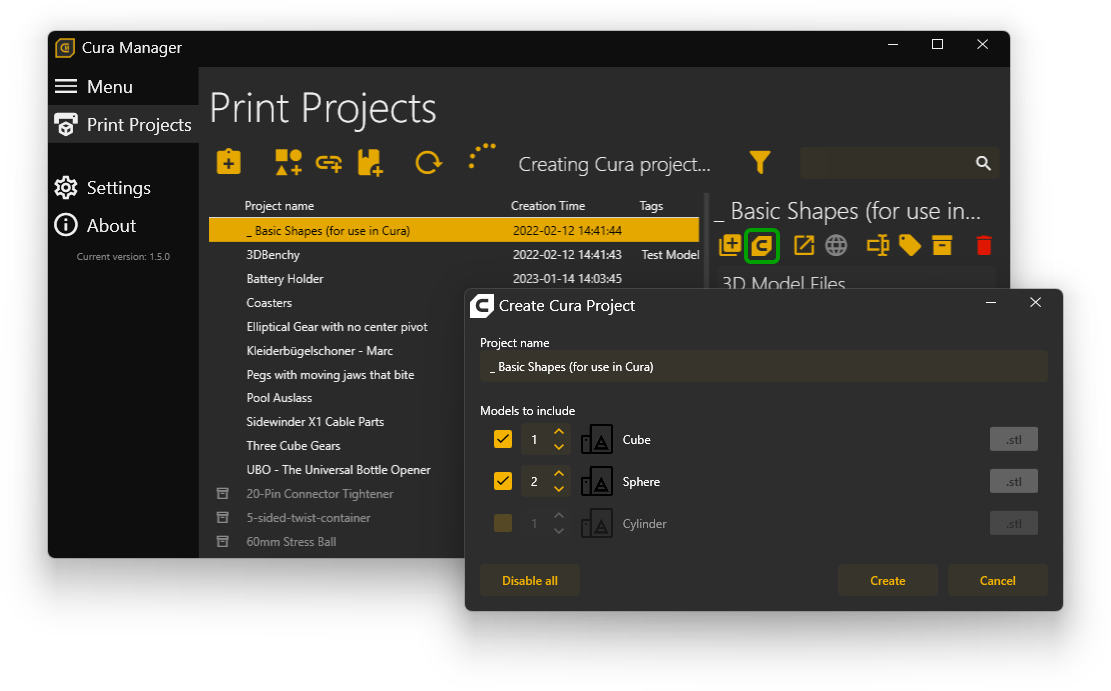 Cura Manager
Menu
Print Projects
Settings
About
Current version: 1.5.0
Print Projects
Creating Cura project...
Project name Creation Time Tags
_ Basic Shapes (for use in Cura) 2022-02-12 14:41:44
3DBenchy 2022-02-12 14:41:43 Test Model
Battery Holder 2023-01-14 14:03:45
Coasters
Elliptical Gear with no center pivot
Kleiderbügelschoner - Marc
Pegs with moving jaws that bite
Pool Auslass
Sidewinder X1 Cable Parts
Three Cube Gears
UBO - The Universal Bottle Opener
20-Pin Connector Tightener
5-sided-twist-container
60mm Stress Ball
_ Basic Shapes (for use in...
3D Model Files
Create Cura Project
Project name
_ Basic Shapes (for use in Cura)
Models to include
1 Cube .stl
2 Sphere .stl
1 Cylinder .stl
Disable all Create Cancel